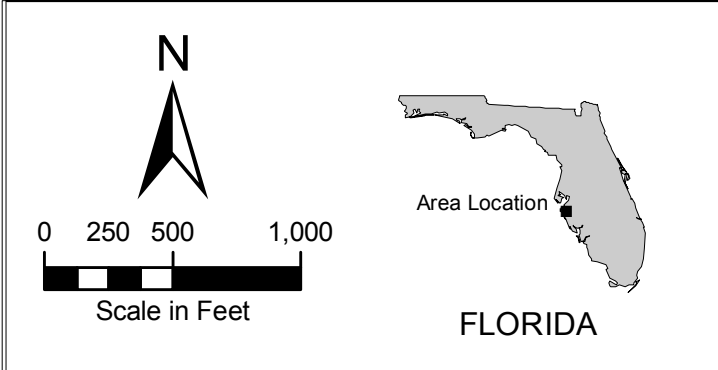 N
0 250 500 1,000
Scale in Feet
Area Location
FLORIDA